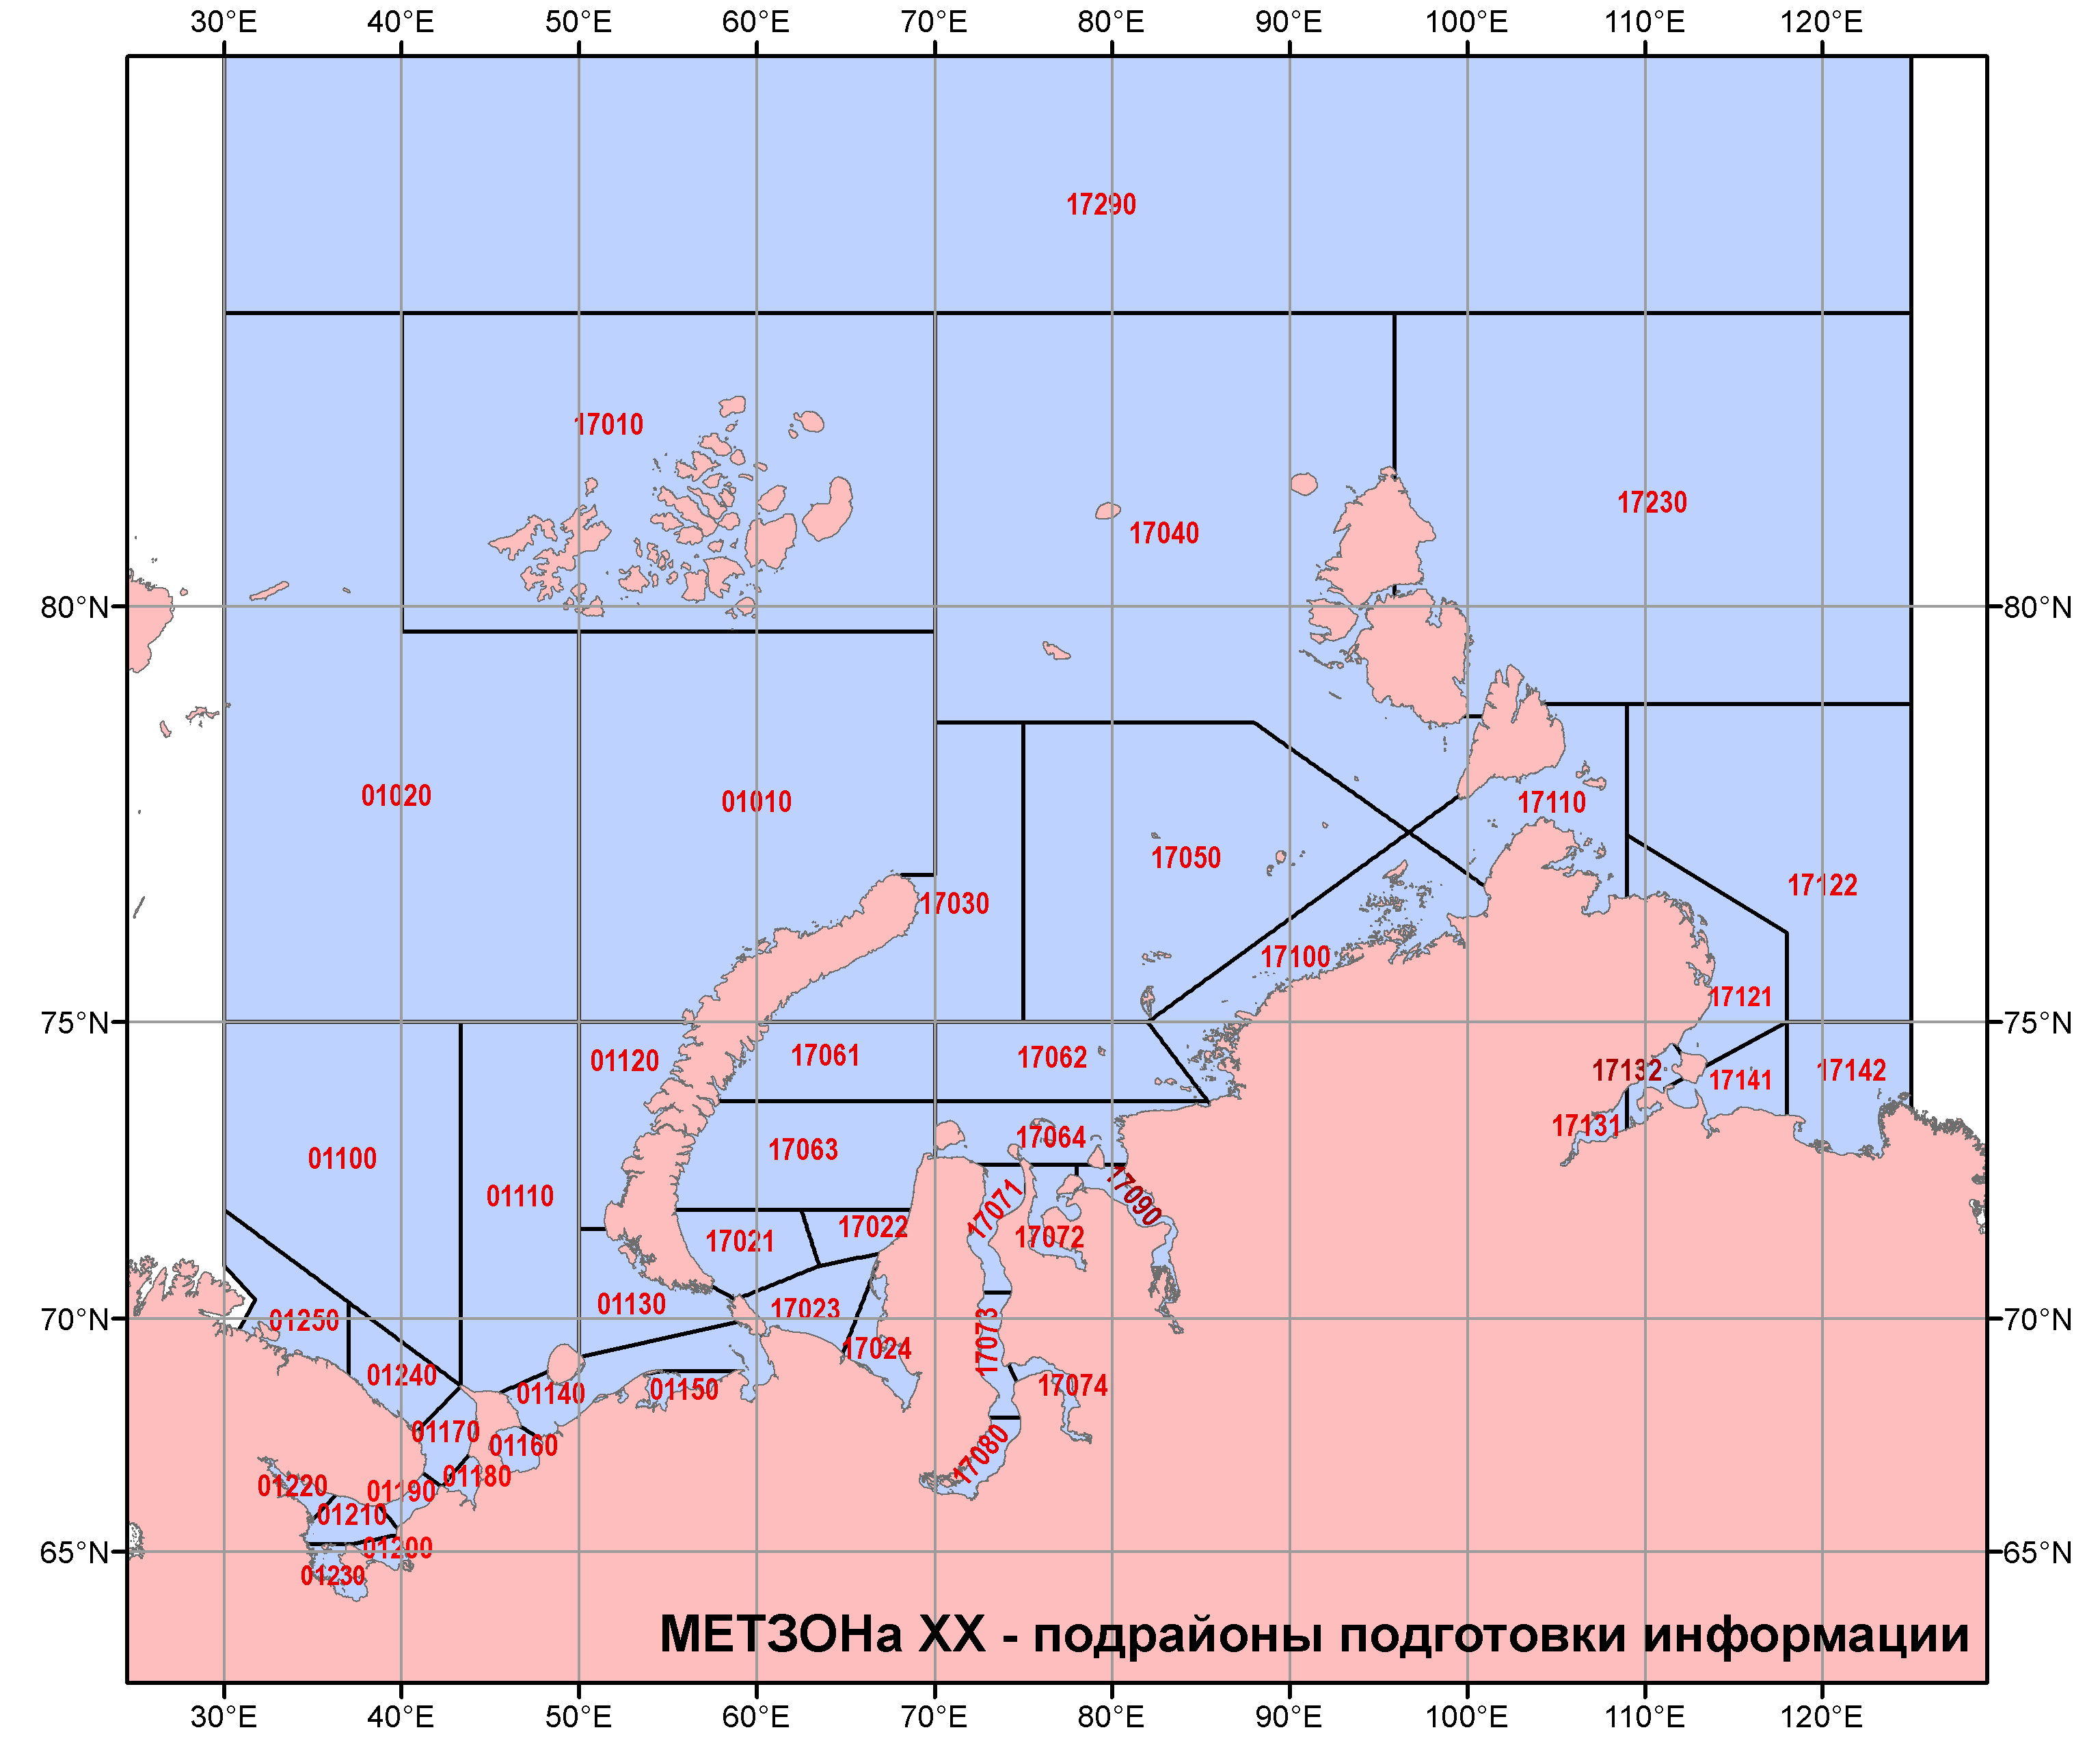 30°E 40°E 50°E 60°E 70°E 80°E 90°E 100°E 110°E 120°E
17290
17010
17230
17040
80°N 80°N
01020 01010 17110
17050
17122
17030
17100
17121
75°N 75°N
01120 17061 17062
17132 17141 17142
17131
17064
01100 17063
01110 17071 17090
17022
17021 17072
01130 17023
01250 70°N 70°N
17073 17024
01240 17074
01140 01150
01170
01160 17080
01180
01220 01190
01210
01200
65°N 65°N
01230
МЕТЗОНа XX - подрайоны подготовки информации
30°E 40°E 50°E 60°E 70°E 80°E 90°E 100°E 110°E 120°E